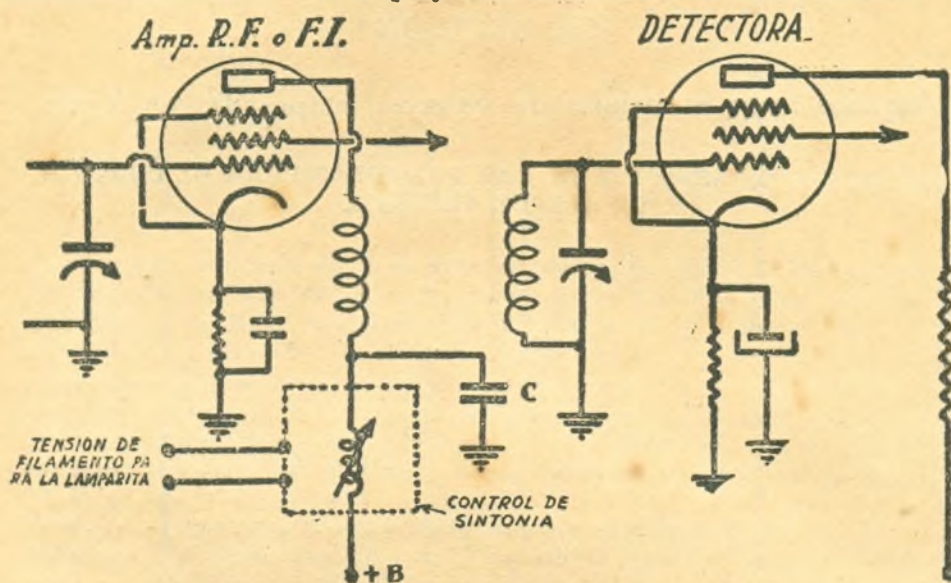 Amp. R.F. o F.I.
DETECTORA
C
TENSION DE
FILAMENTO PA
RA LA LAMPARITA
CONTROL DE
SINTONIA
+B